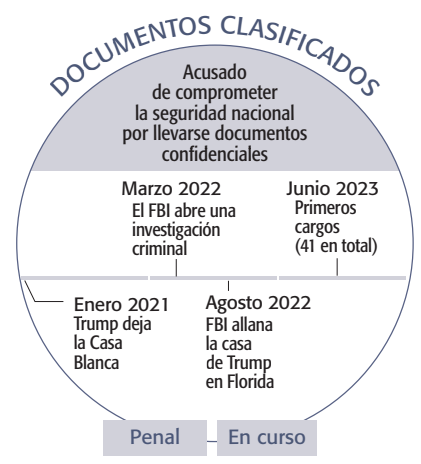 DOCUMENTOS CLASIFICADOS
Acusado
de comprometer
la seguridad nacional
por llevarse documentos
confidenciales
Marzo 2022
El FBI abre una
investigación
criminal
Junio 2023
Primeros
cargos
(41 en total)
Enero 2021
Trump deja
la Casa
Blanca
Agosto 2022
FBI allana
la casa
de Trump
en Florida
Penal
En curso